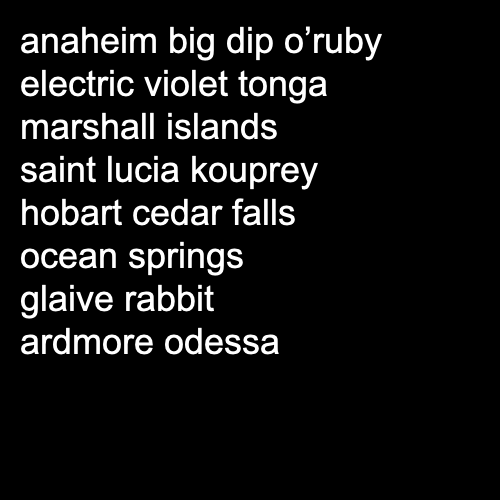 anaheim big dip o’ruby
electric violet tonga
marshall islands
saint lucia kouprey
hobart cedar falls
ocean springs
glaive rabbit
ardmore odessa